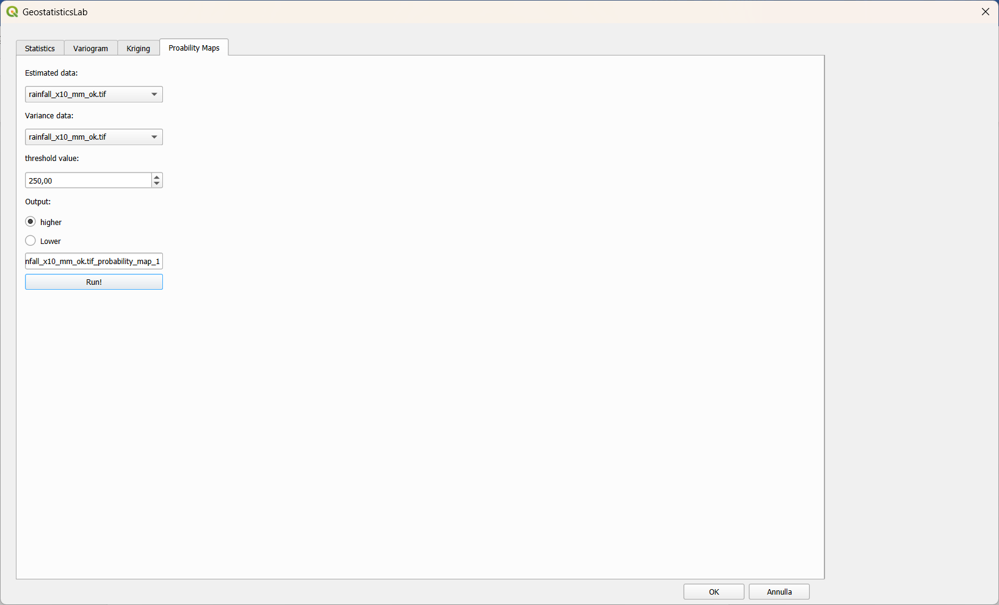 GeostatisticsLab
Statistics Variogram Kriging Proability Maps
Estimated data:
rainfall_x10_mm_ok.tif
Variance data:
rainfall_x10_mm_ok.tif
threshold value:
250,00
Output:
higher
Lower
nfall_x10_mm_ok.tif_probability_map_1
Run!
OK Annulla